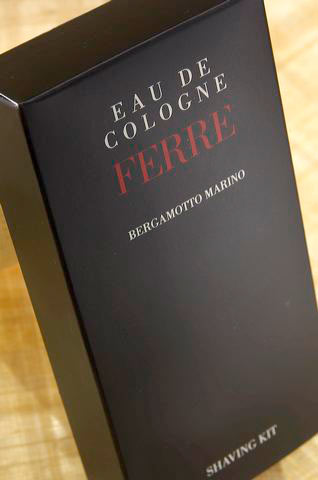 EAU DE
COLOGNE
FERRE
BERGAMOTTO MARINO
SHAVING KIT